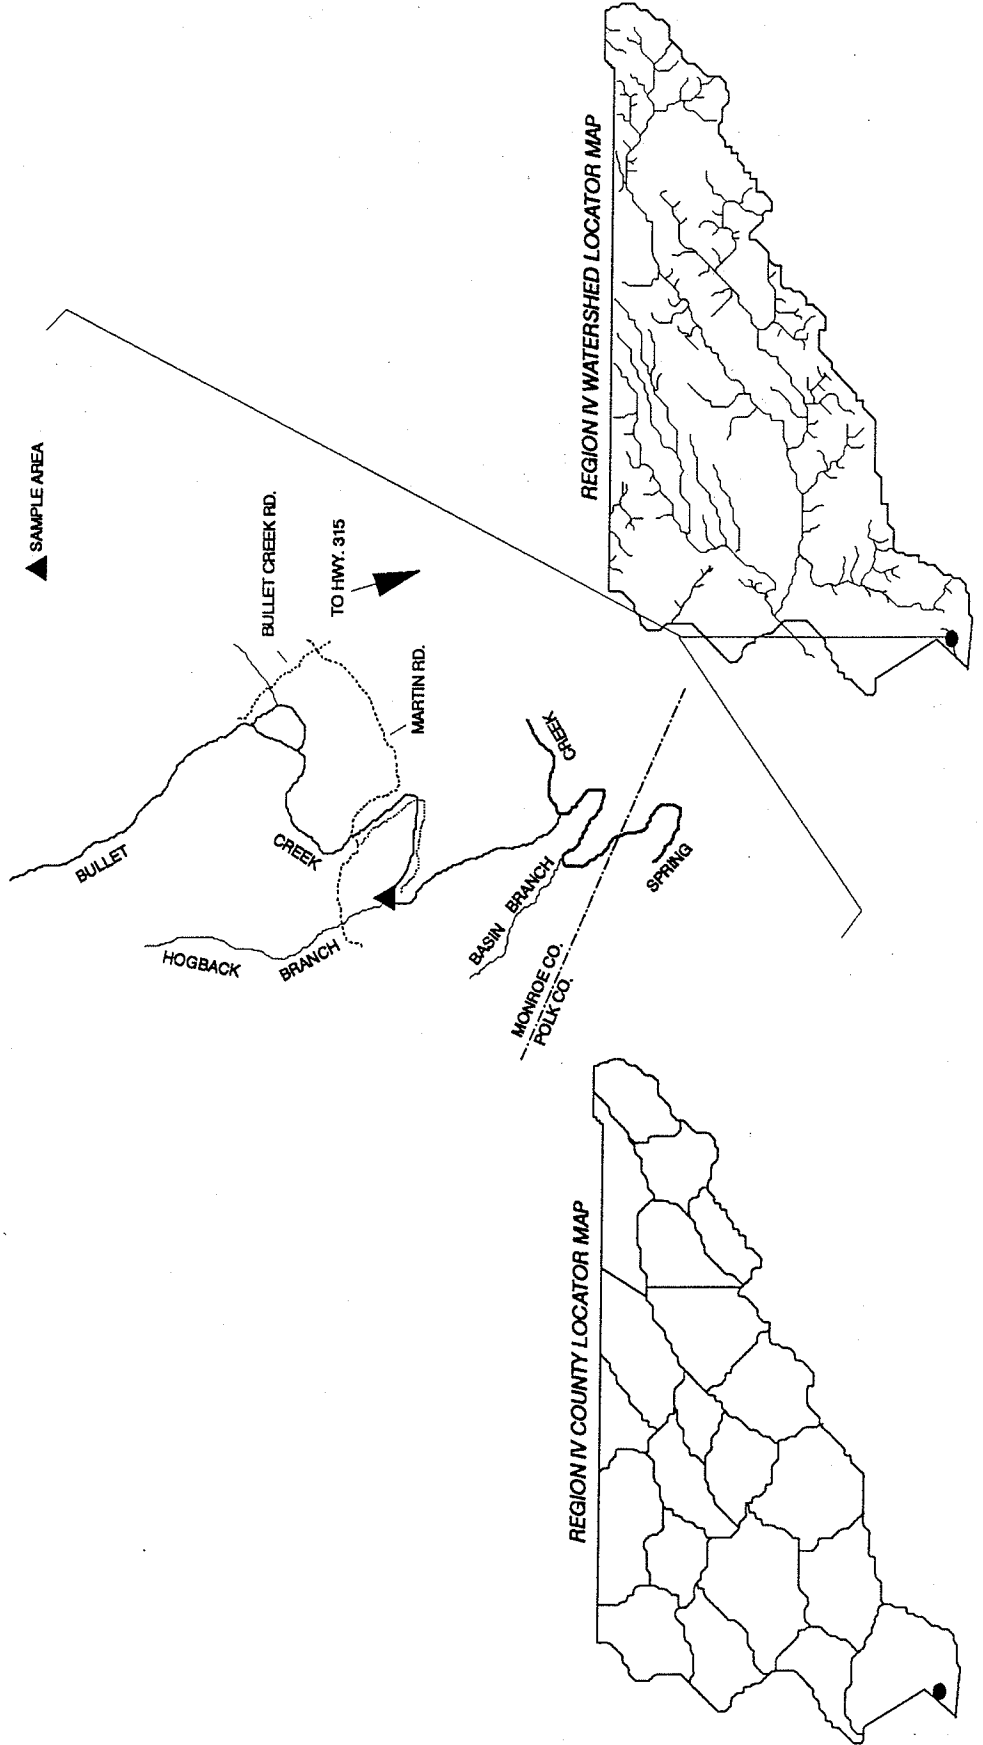 ▲ SAMPLE AREA
BULLET CREEK RD.
TO HWY. 315
MARTIN RD.
BULLET
CREEK
HOGBACK
BRANCH
CREEK
BASIN BRANCH
SPRING
MONROE CO.
POLK CO.
REGION IV WATERSHED LOCATOR MAP
REGION IV COUNTY LOCATOR MAP